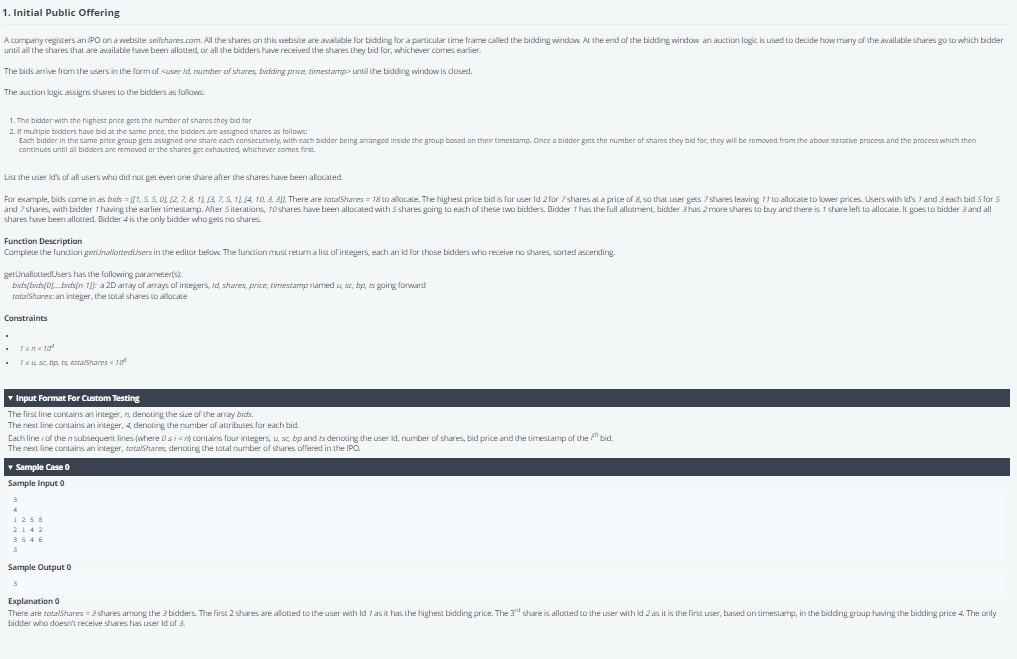 1. Initial Public Offering
A company registers an IPO on a website sellshares.com. All the shares on this website are available for bidding for a particular time frame called the bidding window. At the end of the bidding window an auction logic is used to decide how many of the available shares go to which bidder
until all the shares that are available have been allotted, or all the bidders have received the shares they bid for, whichever comes earlier.
The bids arrive from the users in the form of <user Id, number of shares, bidding price, timestamp> until the bidding window is closed.
The auction logic assigns shares to the bidders as follows:
1. The bidder with the highest price gets the number of shares they bid for
2. If multiple bidders have bid at the same price, the bidders are assigned shares as follows:
Each bidder in the same price group gets assigned one share each consecutively, with each bidder being arranged inside the group based on their timestamp. Once a bidder gets the number of shares they bid for, they will be removed from the above iterative process and the process which then
continues until all bidders are removed or the shares get exhausted, whichever comes first.
List the user Id's of all users who did not get even one share after the shares have been allocated.
For example, bids come in as bids = [[1, 5, 5, 0], [2, 7, 8, 1], [3, 7, 5, 1], [4, 10, 3, 3]]. There are totalShares = 18 to allocate. The highest price bid is for user Id 2 for 7 shares at a price of 8, so that user gets 7 shares leaving 11 to allocate to lower prices. Users with Id's 1 and 3 each bid 5 for 5
and 7 shares, with bidder 1 having the earlier timestamp. After 5 iterations, 10 shares have been allocated with 5 shares going to each of these two bidders. Bidder 1 has the full allotment, bidder 3 has 2 more shares to buy and there is 1 share left to allocate. It goes to bidder 3 and all
shares have been allotted. Bidder 4 is the only bidder who gets no shares.
Function Description
Complete the function getUnallottedUsers in the editor below. The function must return a list of integers, each an Id for those bidders who receive no shares, sorted ascending.
getUnallottedUsers has the following parameter(s):
bids[bids[0],...bids[n-1]]: a 2D array of arrays of integers, Id, shares, price, timestamp named u, sc, bp, ts going forward
totalShares: an integer, the total shares to allocate
Constraints
•
• 1 ≤ n < 10⁴
• 1 ≤ u, sc, bp, ts, totalShares < 10⁸
▼ Input Format For Custom Testing
The first line contains an integer, n, denoting the size of the array bids.
The next line contains an integer, 4, denoting the number of attributes for each bid.
Each line i of the n subsequent lines (where 0 ≤ i < n) contains four integers, u, sc, bp and ts denoting the user Id, number of shares, bid price and the timestamp of the iᵗʰ bid.
The next line contains an integer, totalShares, denoting the total number of shares offered in the IPO.
▼ Sample Case 0
Sample Input 0
3
4
1 2 5 0
2 1 4 2
3 5 4 6
3
Sample Output 0
3
Explanation 0
There are totalShares = 3 shares among the 3 bidders. The first 2 shares are allotted to the user with Id 1 as it has the highest bidding price. The 3ʳᵈ share is allotted to the user with Id 2 as it is the first user, based on timestamp, in the bidding group having the bidding price 4. The only
bidder who doesn't receive shares has user Id of 3.